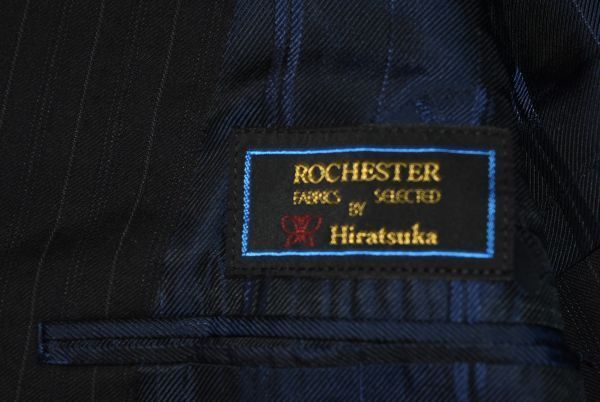 ROCHESTER
FABRICS SELECTED
BY
Hiratsuka